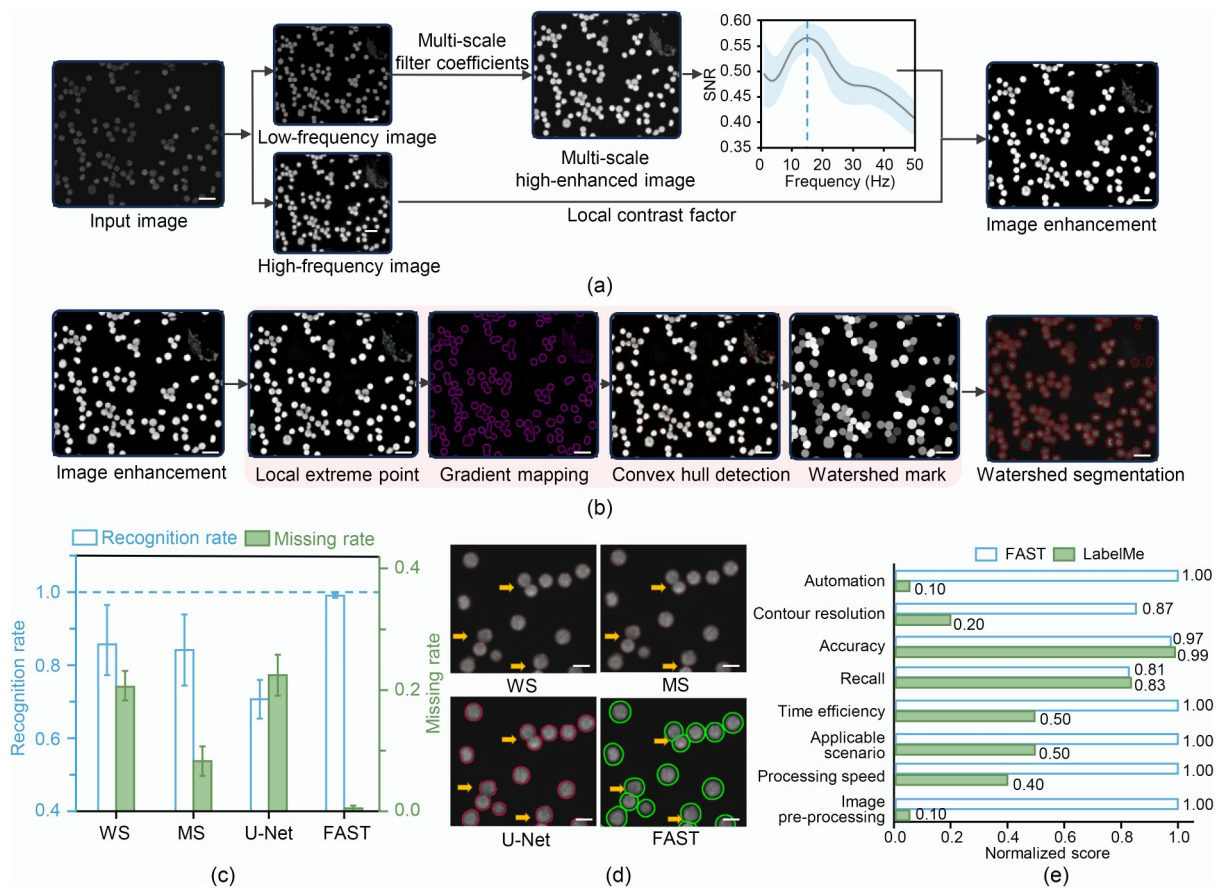 Input image
Low-frequency image
High-frequency image
Multi-scale
filter coefficients
Multi-scale
high-enhanced image
SNR
0.60
0.55
0.50
0.45
0.40
0.35
0 10 20 30 40 50
Frequency (Hz)
Local contrast factor
Image enhancement
(a)
Image enhancement
Local extreme point
Gradient mapping
Convex hull detection
Watershed mark
Watershed segmentation
(b)
Recognition rate
Missing rate
Recognition rate
1.0
0.8
0.6
0.4
Missing rate
0.4
0.2
0.0
WS MS U-Net FAST
(c)
WS
MS
U-Net
FAST
(d)
FAST
LabelMe
Automation
1.00
0.10
Contour resolution
0.87
0.20
Accuracy
0.97
0.99
Recall
0.81
0.83
Time efficiency
1.00
0.50
Applicable
scenario
1.00
0.50
Processing speed
1.00
0.40
Image
pre-processing
1.00
0.10
0.0 0.2 0.4 0.6 0.8 1.0
Normalized score
(e)